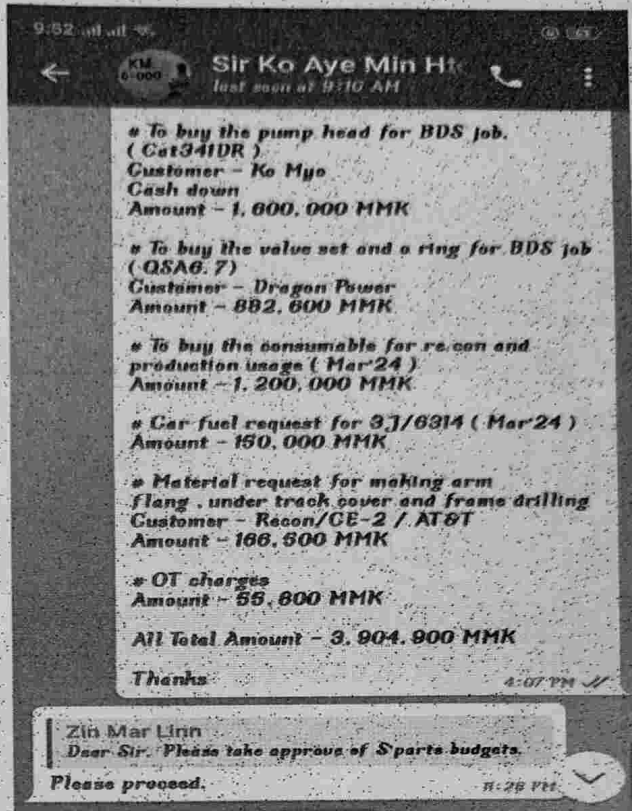 9:52
KM
6-000
Sir Ko Aye Min Ht
last seen at 9:10 AM
# To buy the pump head for BDS job.
( Cat341DR )
Customer - Ko Myo
Cash down
Amount - 1, 600, 000 MMK
# To buy the valve set and o ring for BDS job
( QSA6. 7)
Customer - Dragon Power
Amount - 882, 600 MMK
# To buy the consumable for re.con and
production usage ( Mar'24 )
Amount - 1, 200, 000 MMK
# Car fuel request for 3J/6314 ( Mar'24 )
Amount - 150, 000 MMK
# Material request for making arm
flang , under track cover and frame drilling
Customer - Recon/CE-2 / AT&T
Amount - 166, 500 MMK
# OT charges
Amount - 55, 800 MMK
All Total Amount - 3, 904, 900 MMK
Thanks
4:07 PM
Zin Mar Linn
Dear Sir. Please take approve of S'parts budgets.
Please proceed.